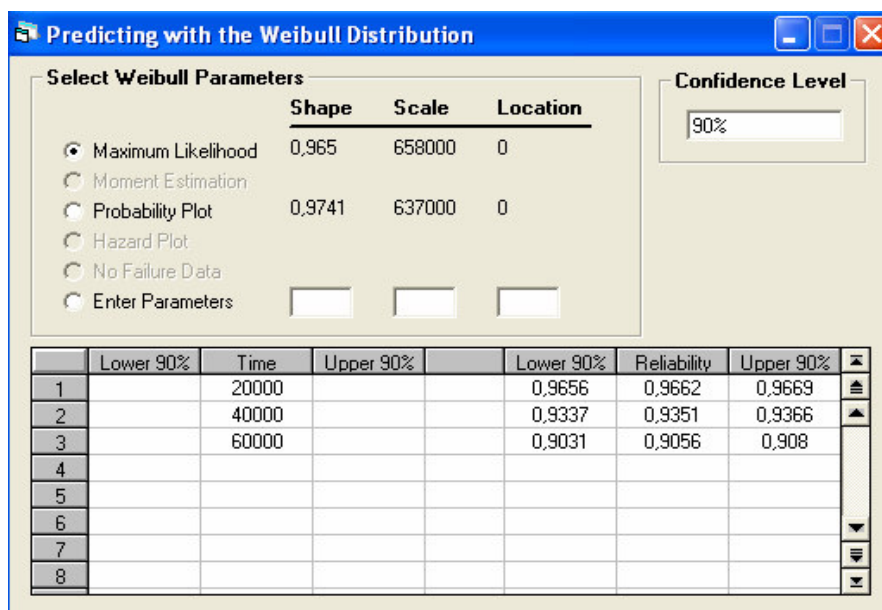 Predicting with the Weibull Distribution
Select Weibull Parameters
Shape Scale Location
Maximum Likelihood 0,965 658000 0
Moment Estimation
Probability Plot 0,9741 637000 0
Hazard Plot
No Failure Data
Enter Parameters
Confidence Level
90%
Lower 90% Time Upper 90% Lower 90% Reliability Upper 90%
1 20000 0,9656 0,9662 0,9669
2 40000 0,9337 0,9351 0,9366
3 60000 0,9031 0,9056 0,908
4
5
6
7
8